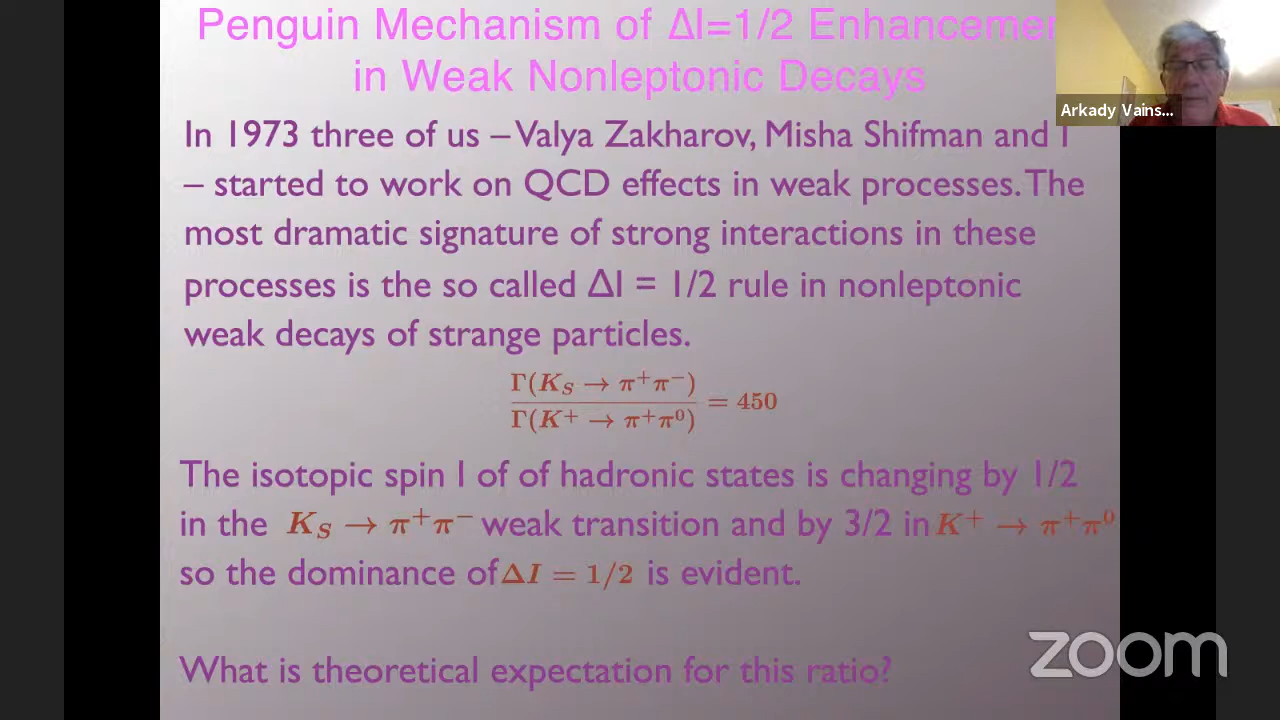 Penguin Mechanism of ΔI=1/2 Enhancemen
in Weak Nonleptonic Decays
Arkady Vains...
In 1973 three of us – Valya Zakharov, Misha Shifman and I
– started to work on QCD effects in weak processes. The
most dramatic signature of strong interactions in these
processes is the so called ΔI = 1/2 rule in nonleptonic
weak decays of strange particles.
Γ(K_S → π⁺π⁻)
Γ(K⁺ → π⁺π⁰)
= 450
The isotopic spin I of of hadronic states is changing by 1/2
in the K_S → π⁺π⁻ weak transition and by 3/2 in K⁺ → π⁺π⁰
so the dominance of ΔI = 1/2 is evident.
What is theoretical expectation for this ratio?
zoom